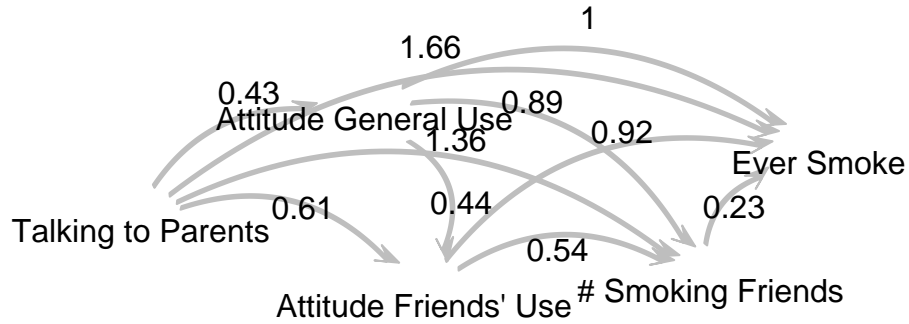 1
1.66
0.43
0.89
Attitude General Use
1.36
0.92
Ever Smoke
0.61
0.44
0.23
Talking to Parents
0.54
Attitude Friends' Use
# Smoking Friends